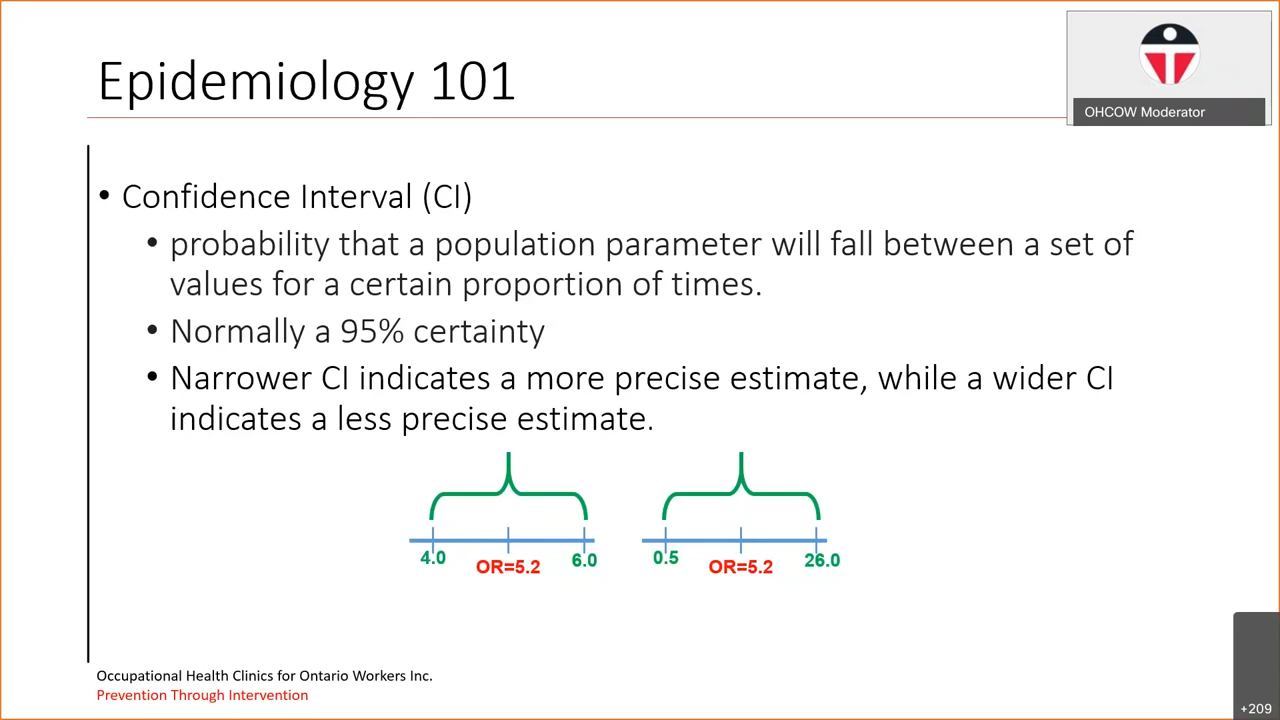 Epidemiology 101
OHCOW Moderator
• Confidence Interval (CI)
• probability that a population parameter will fall between a set of
values for a certain proportion of times.
• Normally a 95% certainty
• Narrower CI indicates a more precise estimate, while a wider CI
indicates a less precise estimate.
4.0 OR=5.2 6.0 0.5 OR=5.2 26.0
Occupational Health Clinics for Ontario Workers Inc.
Prevention Through Intervention
+209